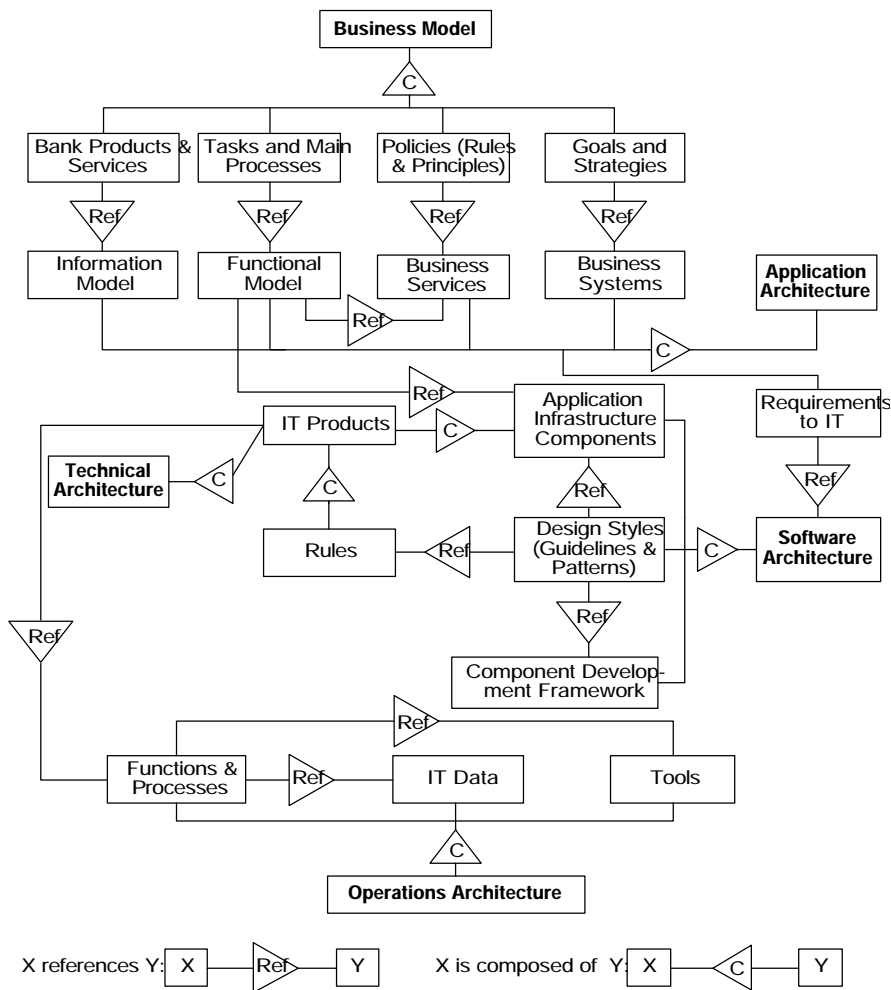 Business Model
C
Bank Products &
Services
Tasks and Main
Processes
Policies (Rules
& Principles)
Goals and
Strategies
Ref
Ref
Ref
Ref
Information
Model
Functional
Model
Business
Services
Business
Systems
Application
Architecture
Ref
C
Ref
IT Products
C
Application
Infrastructure
Components
Requirements
to IT
Technical
Architecture
C
C
Ref
Ref
Rules
Ref
Design Styles
(Guidelines &
Patterns)
C
Software
Architecture
Ref
Ref
Component Develop-
ment Framework
Ref
Functions &
Processes
Ref
IT Data
Tools
C
Operations Architecture
X references Y: X Ref Y
X is composed of Y: X C Y